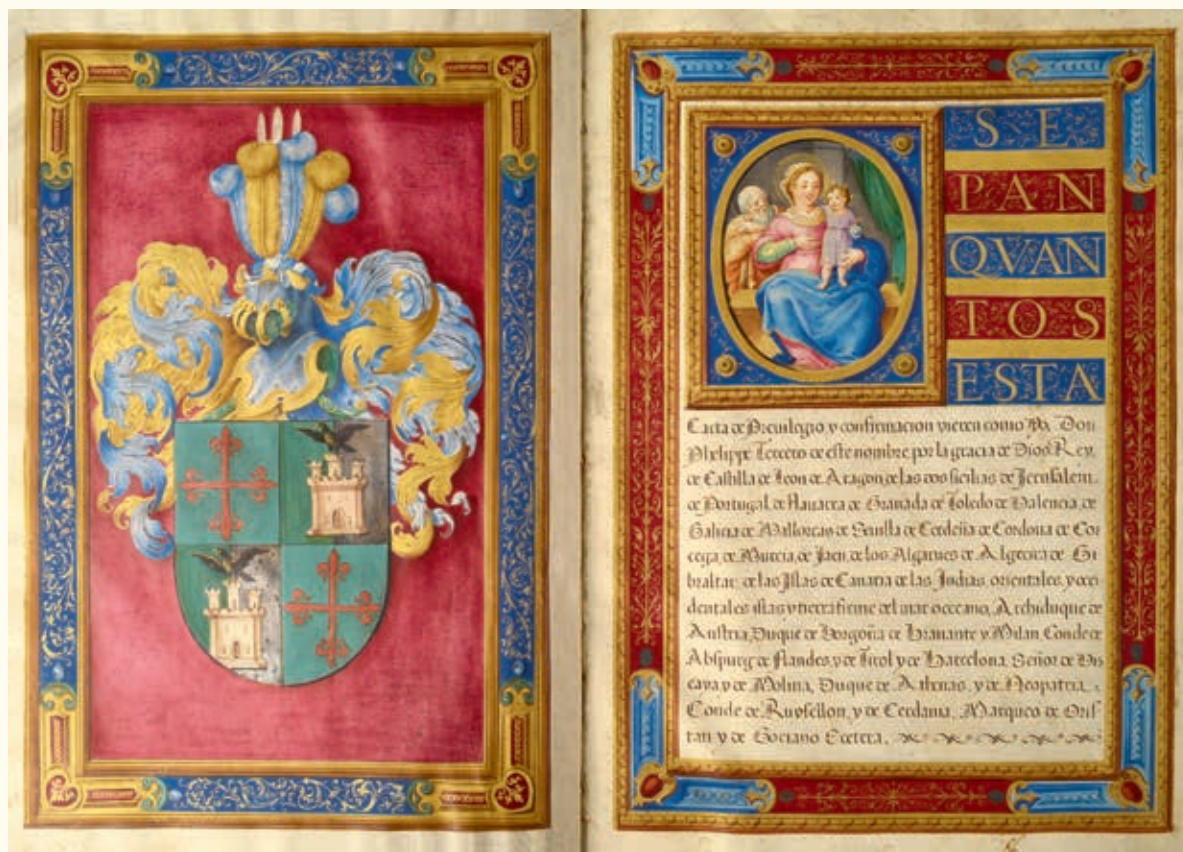 SE
PAN
QVAN
TOS
ESTA
Carta de Preuilegio y confirmacion vieren como yo, Don
Phelippe Tercero de este nombre por la gracia de Dios Rey,
de Castilla de Leon de Aragon de las dos sicilias de Jerusalem,
de Portugal, de Nauarra de Granada de Toledo de Valencia, de
Galicia de Mallorcas de Seuilla de Cerdeña de Cordoua de Cor
cega, de Murcia, de Jaen, de los Algarues de Algecira de Gi
braltar de las Islas de Canaria de las Indias, orientales, y occi
dentales islas y tierra firme del mar occeano, Archiduque de
Austria, Duque de Borgoña de Brauante y Milan, Conde de
Abspurg de Flandes, y de Tirol y de Barcelona, Señor de Vis
caya y de Molina, Duque de Athenas, y de Neopatria,
Conde de Ruysellon, y de Cerdania, Marques de Oris
tan y de Gociano Ecetera,